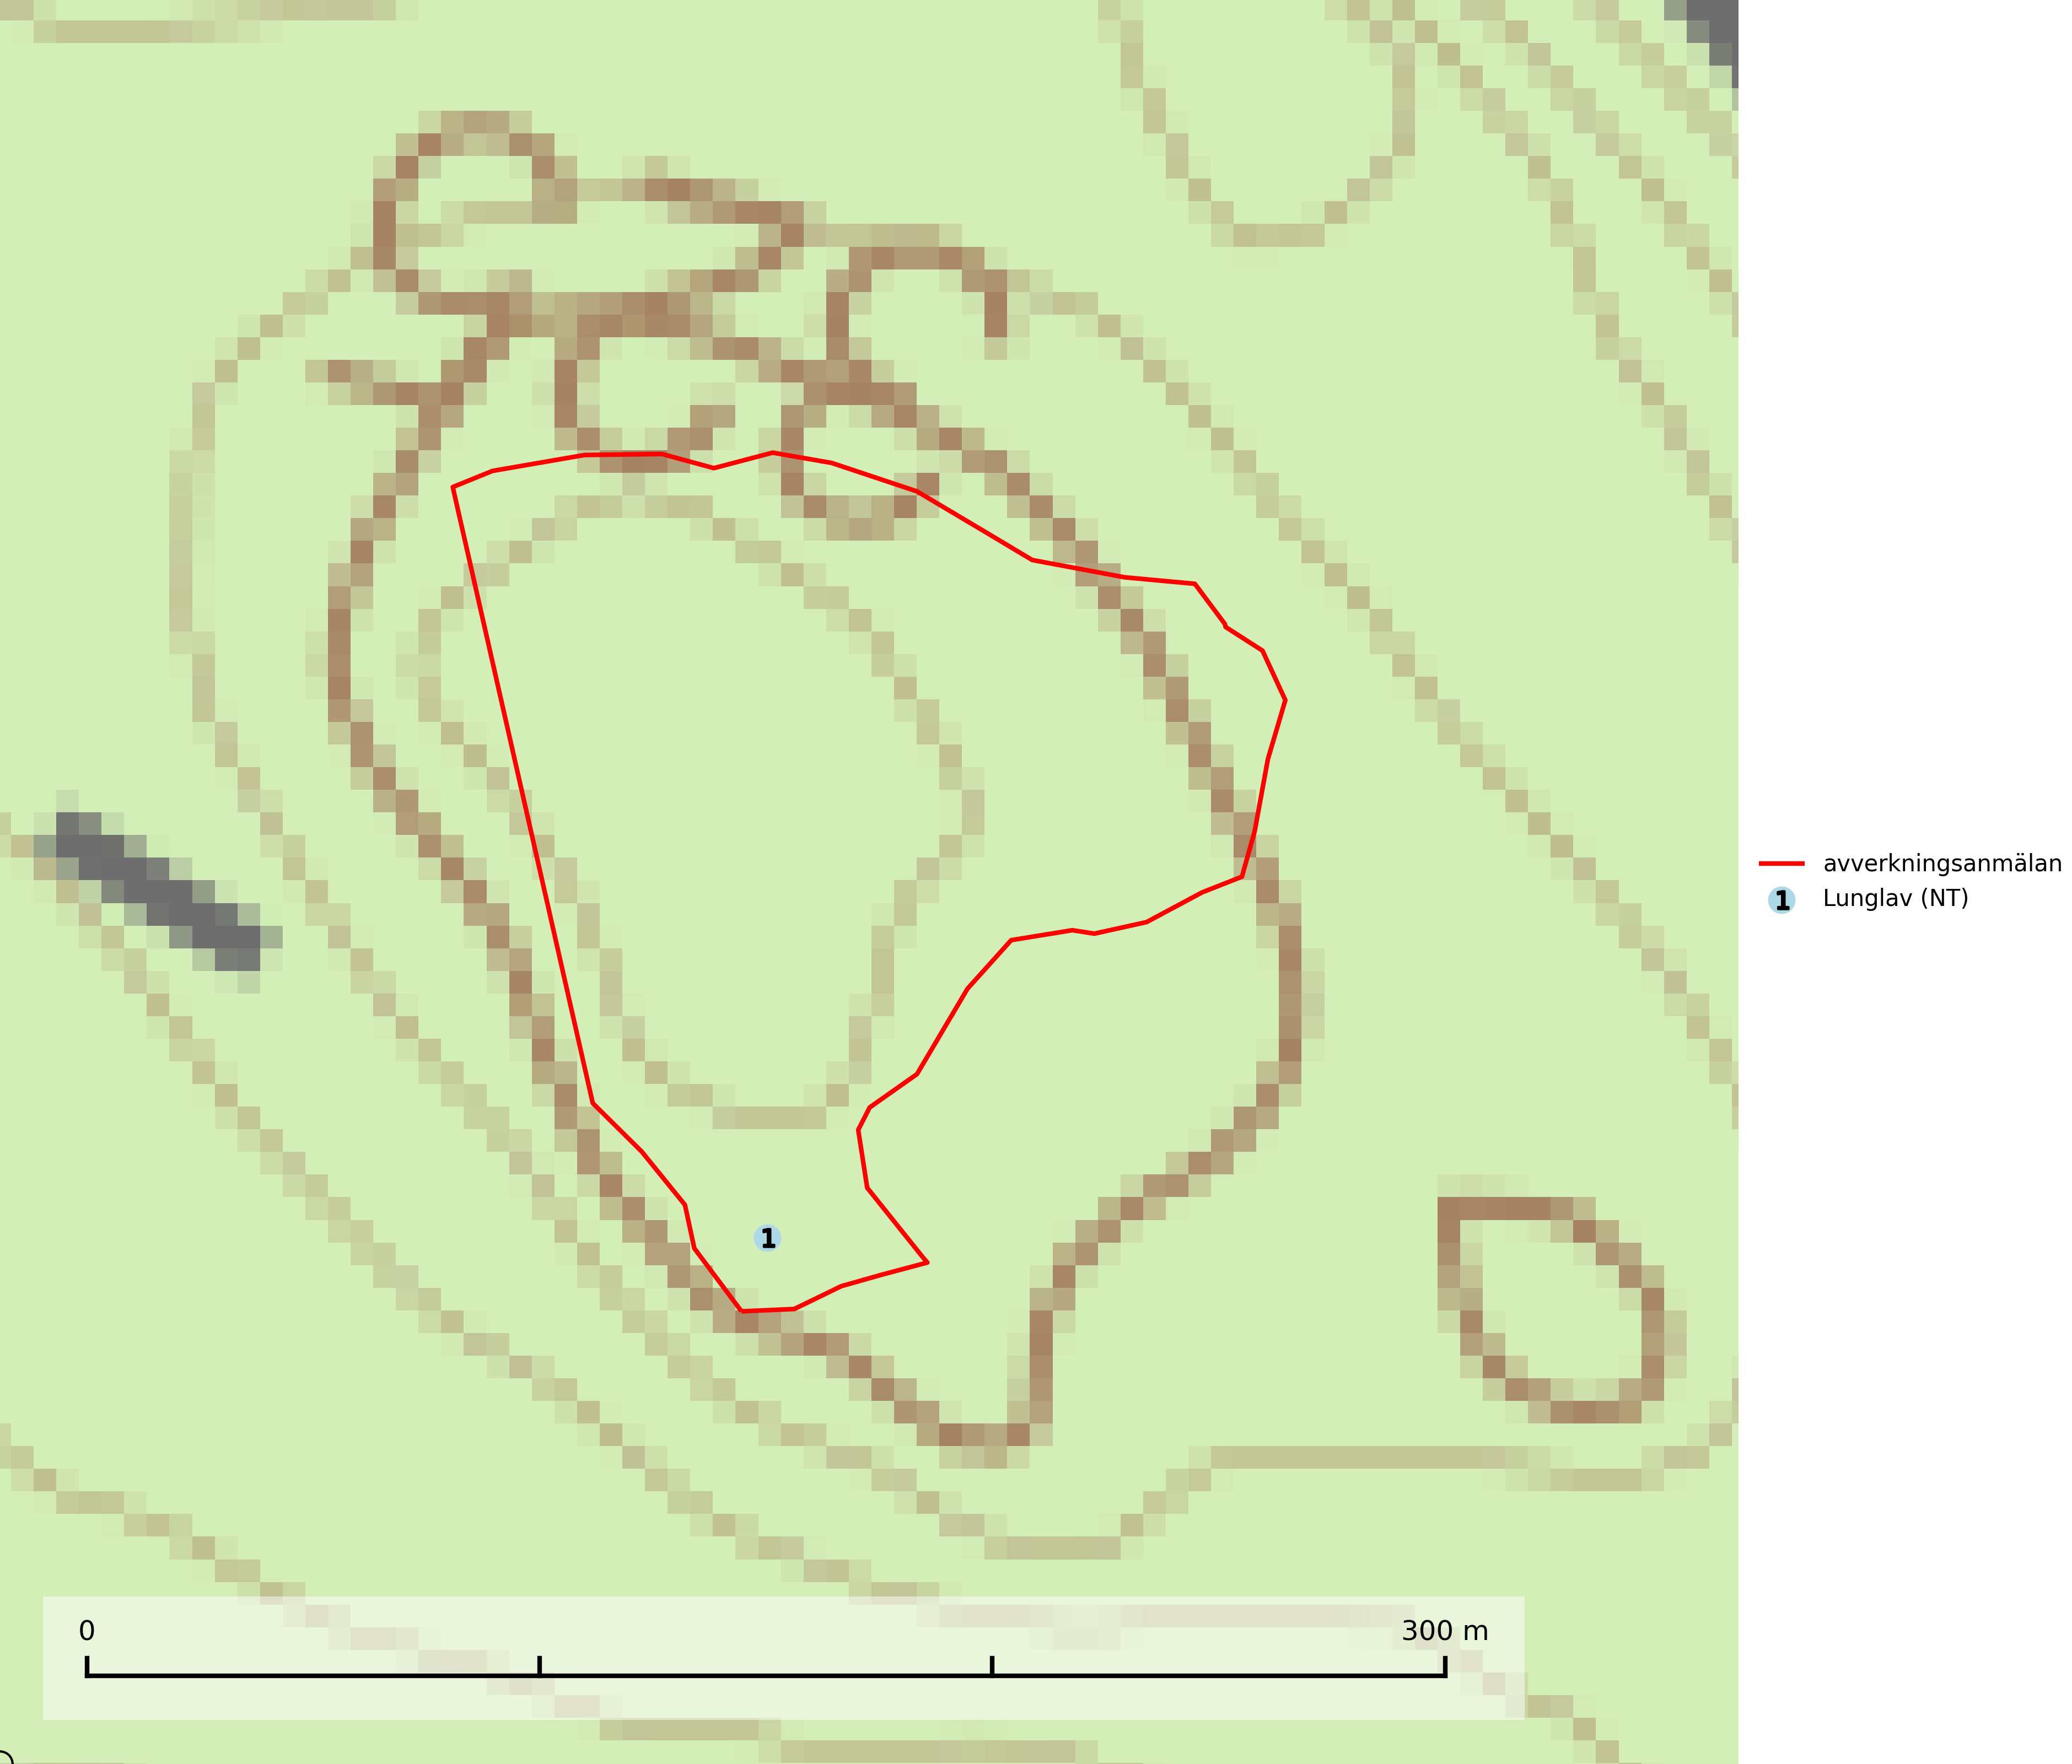 avverkningsanmälan
1 Lunglav (NT)
1
0 300 m